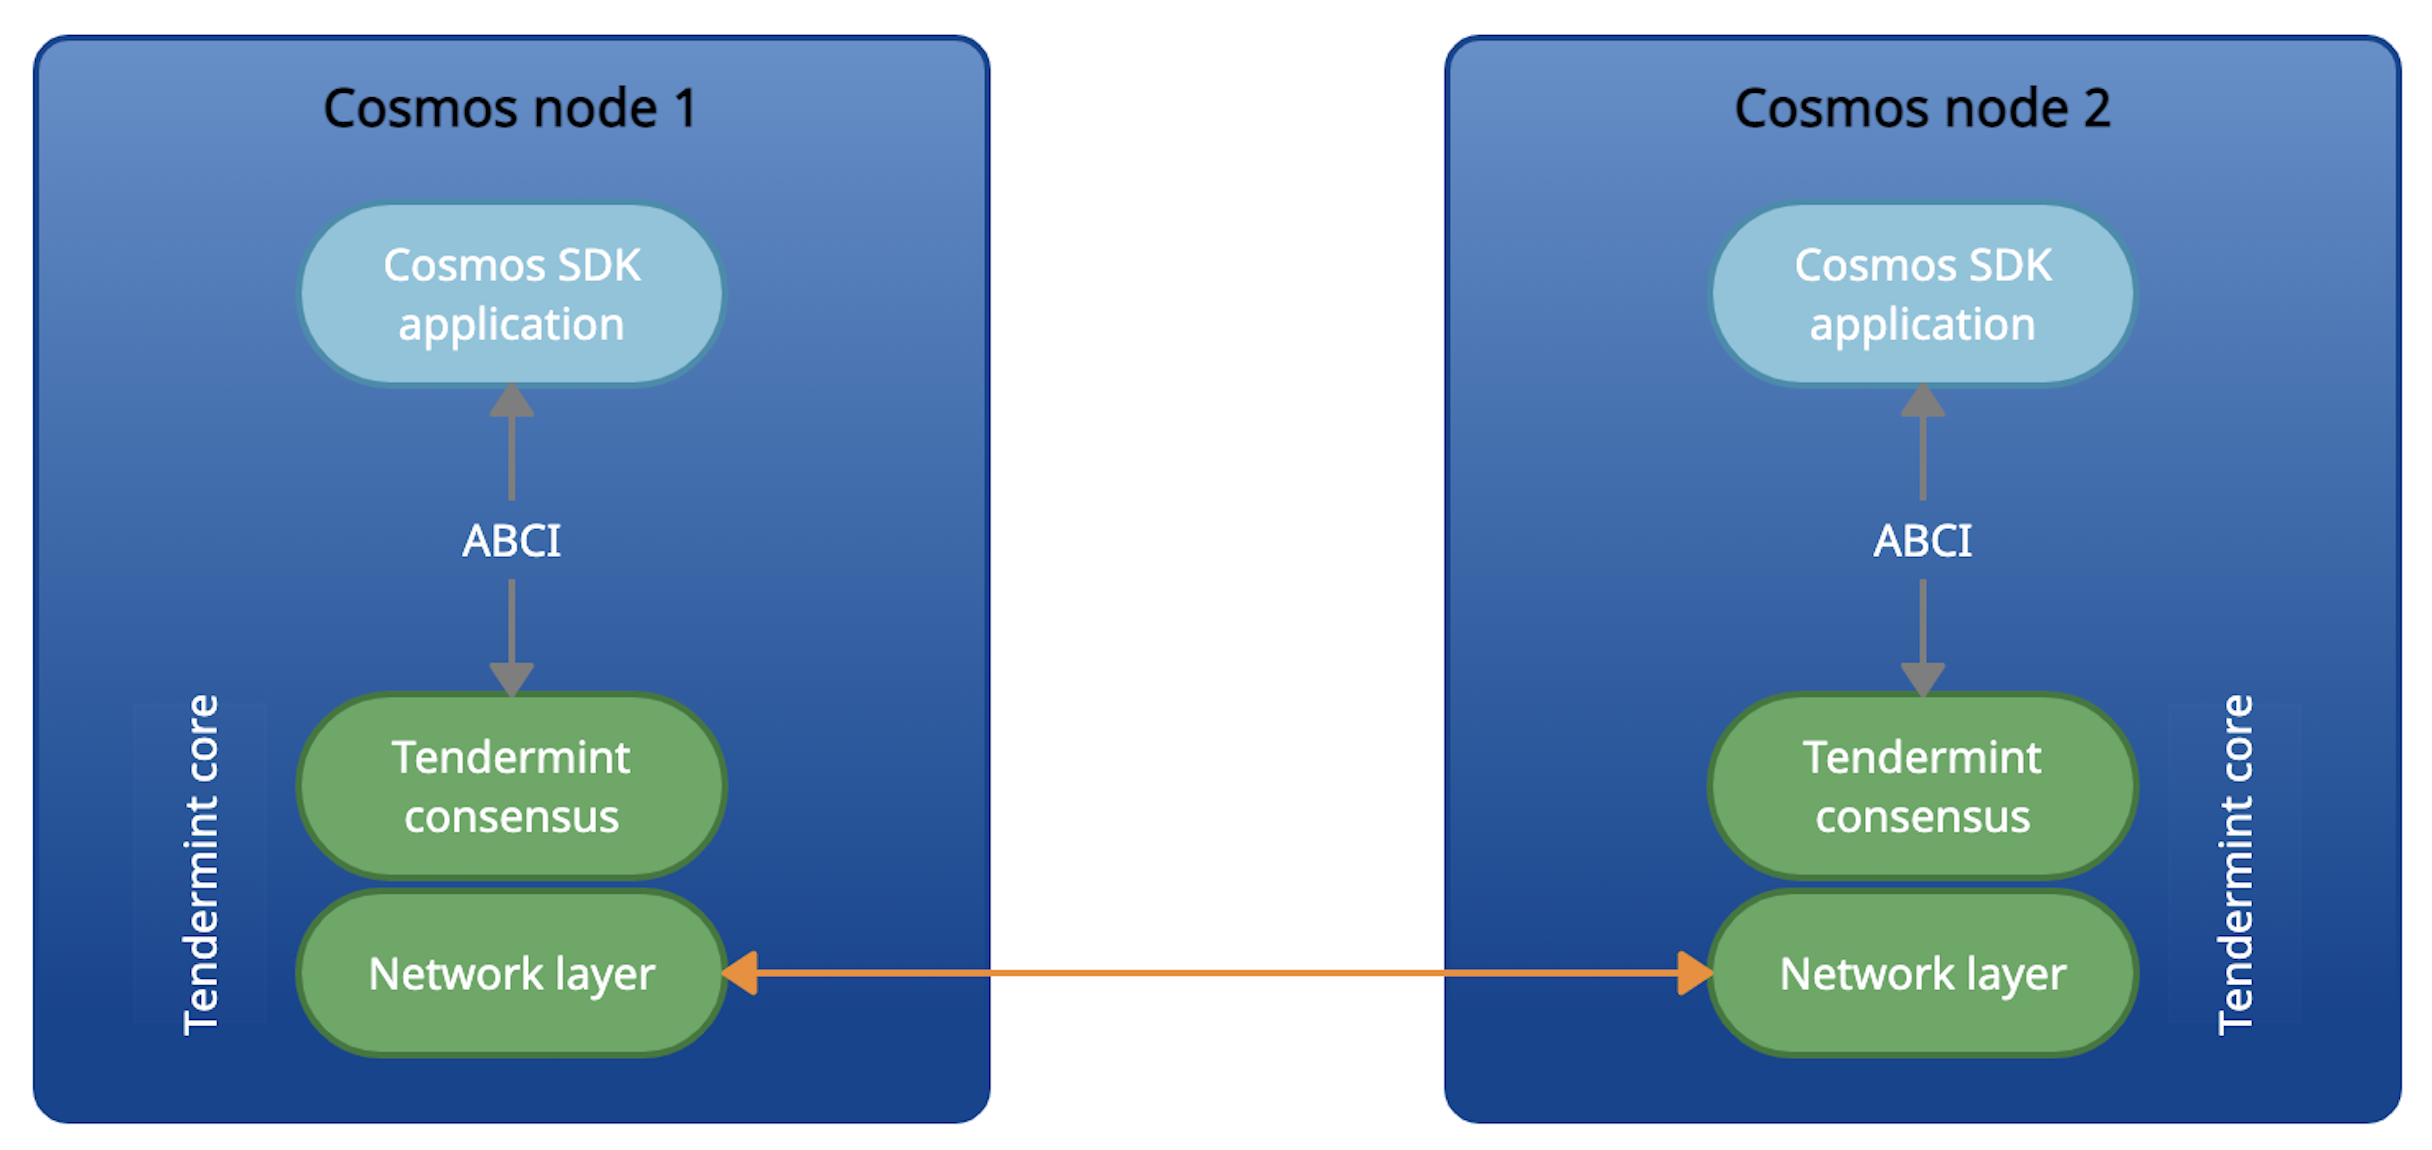 Cosmos node 1
Cosmos SDK
application
ABCI
Tendermint core
Tendermint
consensus
Network layer
Cosmos node 2
Cosmos SDK
application
ABCI
Tendermint
consensus
Network layer
Tendermint core